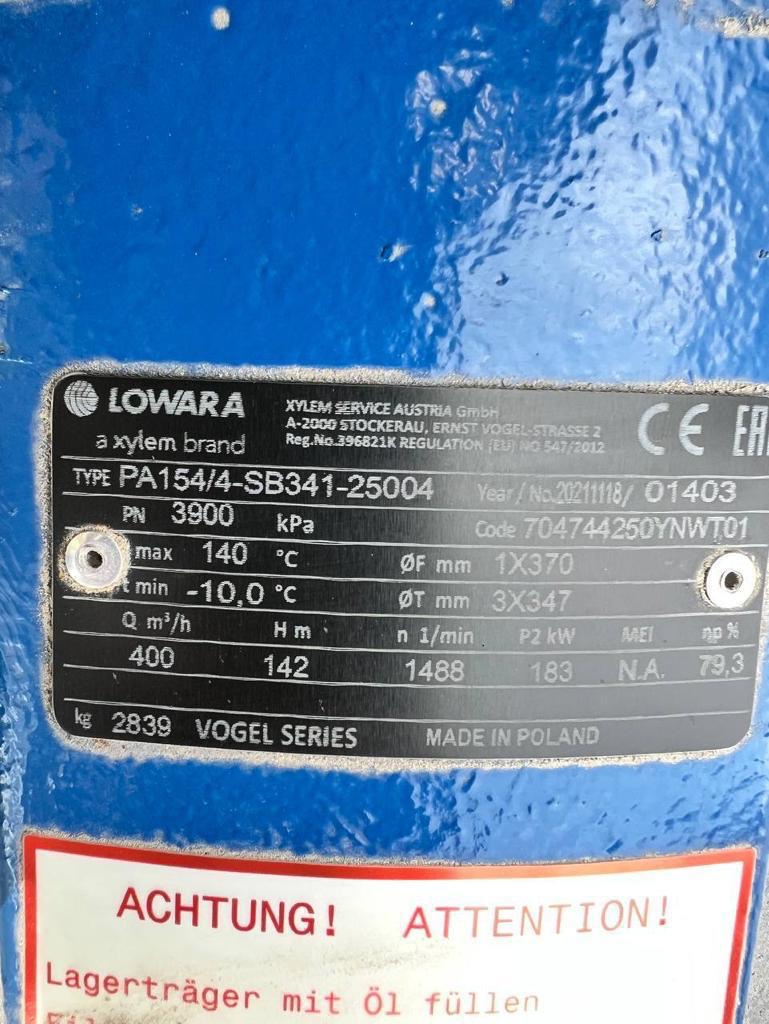 LOWARA
a xylem brand
XYLEM SERVICE AUSTRIA GmbH
A-2000 STOCKERAU, ERNST VOGEL-STRASSE 2
Reg.No.396821K REGULATION (EU) NO 547/2012
CE
TYPE PA154/4-SB341-25004 Year/No.20211118/ 01403
PN 3900 kPa Code 704744250YNWT01
max 140 °C ØF mm 1X370
t min -10,0 °C ØT mm 3X347
Q m³/h H m n 1/min P2 kW MEI ηp%
400 142 1488 183 N.A. 79,3
kg 2839 VOGEL SERIES MADE IN POLAND
ACHTUNG! ATTENTION!
Lagerträger mit Öl füllen